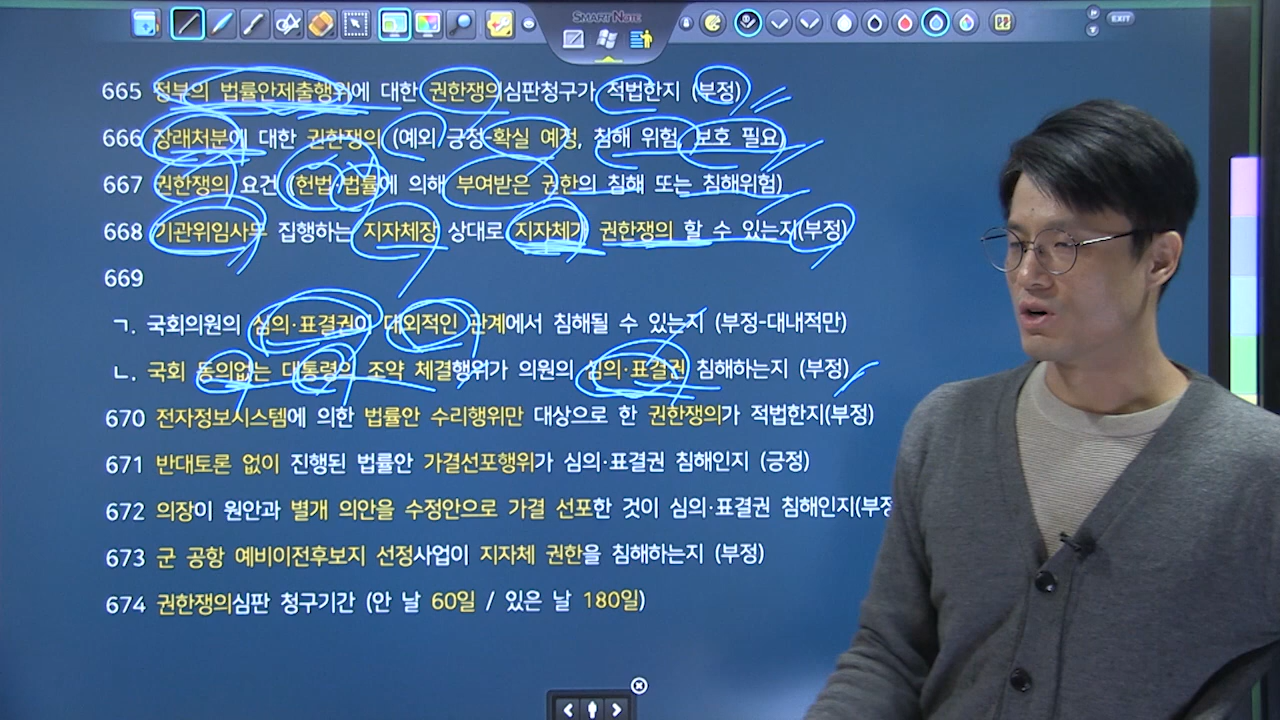 SMART NOTE
EXIT
665 정부의 법률안제출행위에 대한 권한쟁의심판청구가 적법한지 (부정)
666 장래처분에 대한 권한쟁의 (예외 긍정-확실 예정, 침해 위험, 보호 필요)
667 권한쟁의 요건 (헌법·법률에 의해 부여받은 권한의 침해 또는 침해위험)
668 기관위임사무 집행하는 지자체장 상대로 지자체가 권한쟁의 할 수 있는지(부정)
669
ㄱ. 국회의원의 심의·표결권이 대외적인 관계에서 침해될 수 있는지 (부정-대내적만)
ㄴ. 국회 동의없는 대통령의 조약 체결행위가 의원의 심의·표결권 침해하는지 (부정)
670 전자정보시스템에 의한 법률안 수리행위만 대상으로 한 권한쟁의가 적법한지(부정)
671 반대토론 없이 진행된 법률안 가결선포행위가 심의·표결권 침해인지 (긍정)
672 의장이 원안과 별개 의안을 수정안으로 가결 선포한 것이 심의·표결권 침해인지(부정
673 군 공항 예비이전후보지 선정사업이 지자체 권한을 침해하는지 (부정)
674 권한쟁의심판 청구기간 (안 날 60일 / 있은 날 180일)